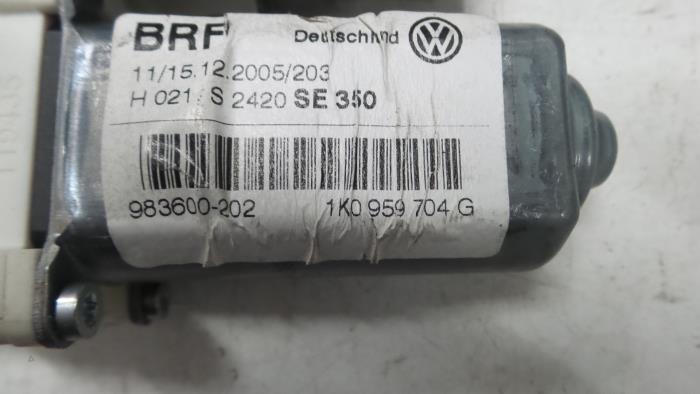 BRF Deutschland
11/15.12.2005/203
H 021 S 2420 SE 350
983600-202 1K0 959 704 G